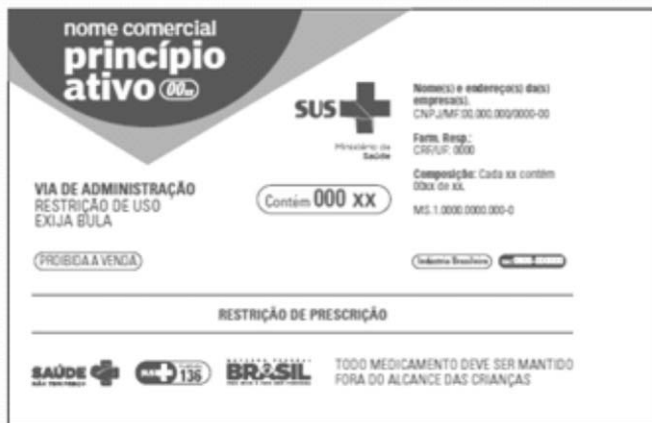 nome comercial
princípio
ativo 00xx
SUS
Ministério da
Saúde
Nome(s) e endereço(s) da(s)
empresa(s).
CNPJ/MF:00.000.000/0000-00
Farm. Resp.:
CRF/UF: 0000
Composição: Cada xx contém
00xx de xx.
MS.1.0000.0000.000-0
VIA DE ADMINISTRAÇÃO
RESTRIÇÃO DE USO
EXIJA BULA
Contém 000 xx
PROIBIDA A VENDA
Indústria Brasileira
RESTRIÇÃO DE PRESCRIÇÃO
SAÚDE
NÃO TEM PREÇO
136
BRASIL
TODO MEDICAMENTO DEVE SER MANTIDO
FORA DO ALCANCE DAS CRIANÇAS